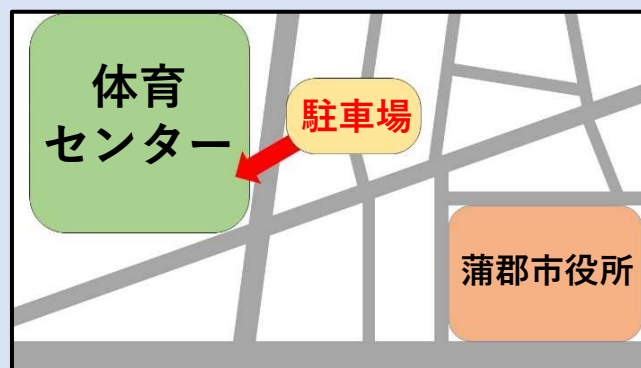 体育
センター
駐車場
蒲郡市役所